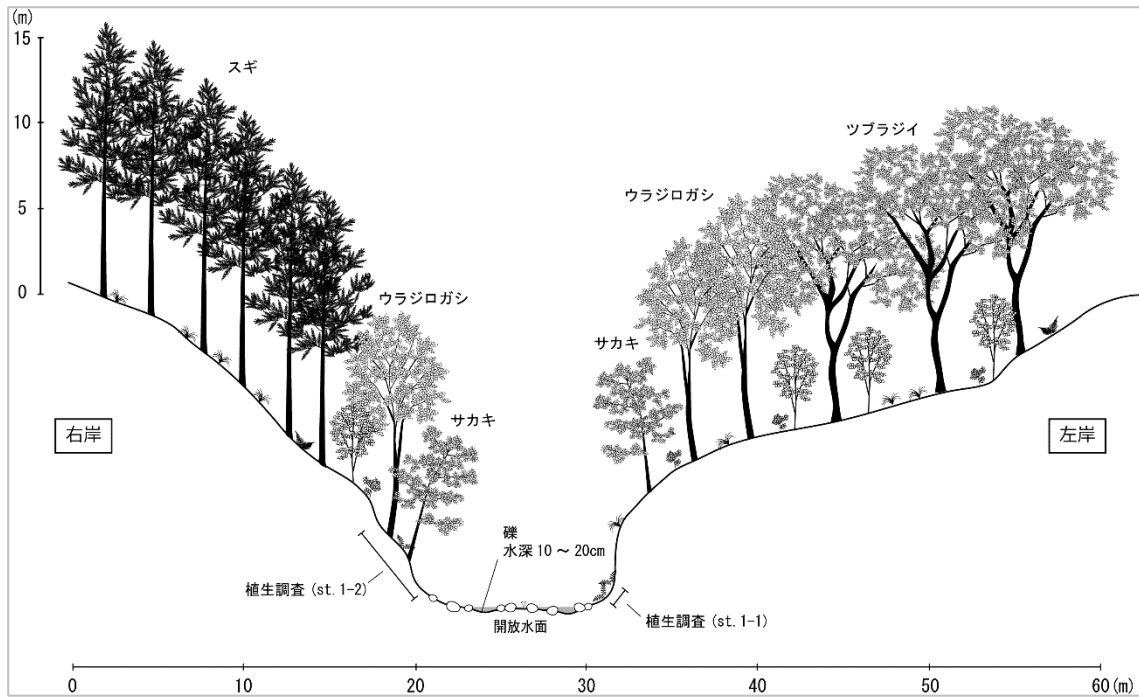 (m)
15
10
5
0
スギ
ツブラジイ
ウラジロガシ
ウラジロガシ
サカキ
サカキ
右岸
左岸
礫
水深 10 ～ 20cm
植生調査 (st.1-2)
植生調査 (st.1-1)
開放水面
0
10
20
30
40
50
60 (m)